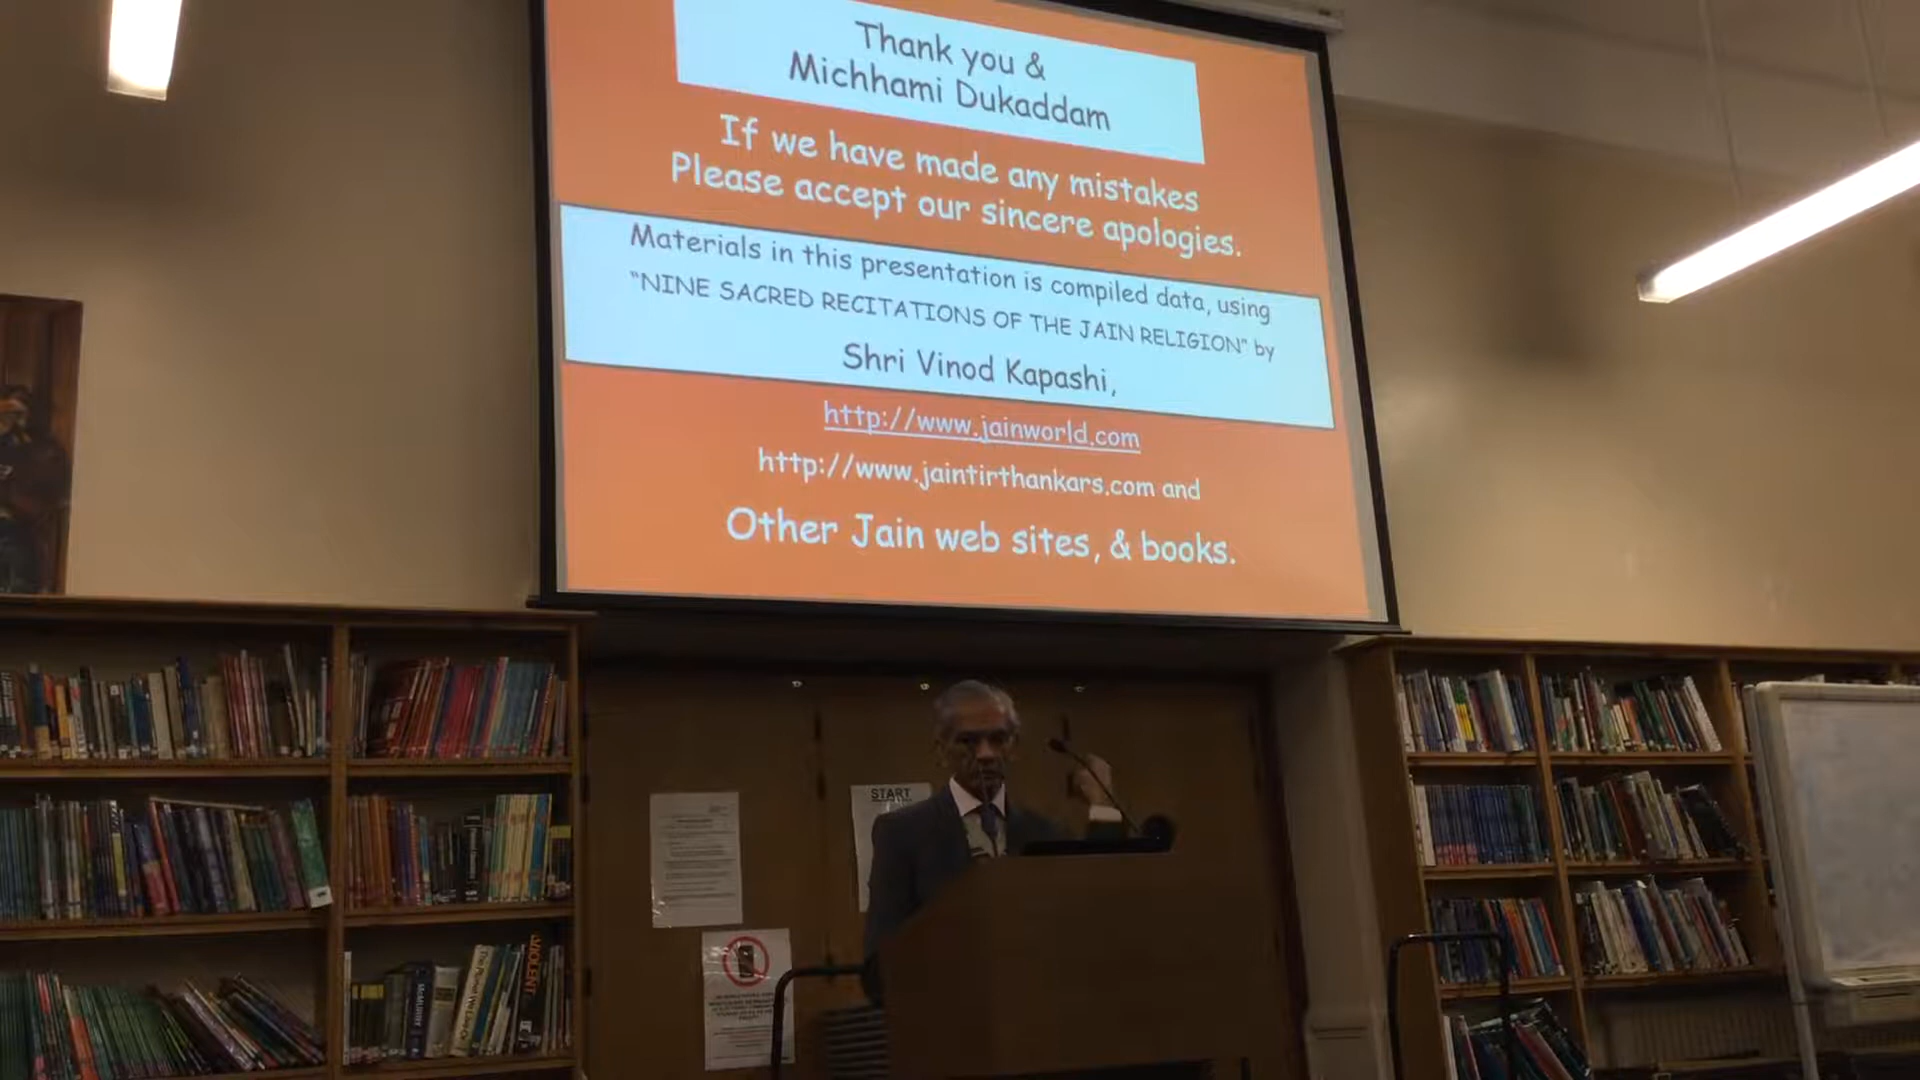 Thank you &
Michhami Dukaddam
If we have made any mistakes
Please accept our sincere apologies.
Materials in this presentation is compiled data, using
"NINE SACRED RECITATIONS OF THE JAIN RELIGION" by
Shri Vinod Kapashi,
http://www.jainworld.com
http://www.jaintirthankars.com and
Other Jain web sites, & books.
START
McMURTRY
VIOLENT